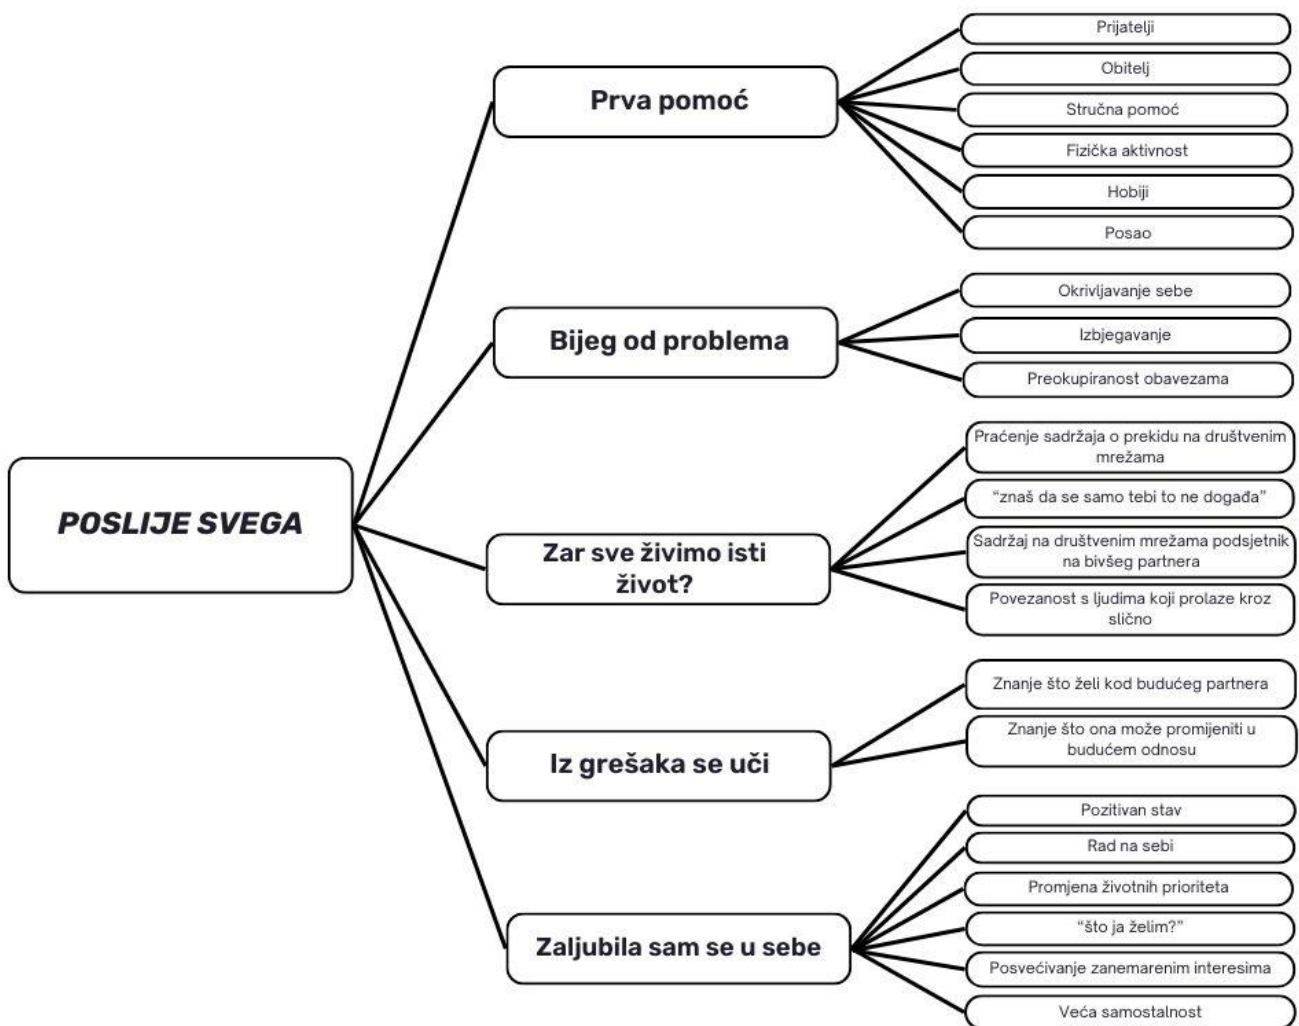 POSLIJE SVEGA
Prva pomoć
Prijatelji
Obitelj
Stručna pomoć
Fizička aktivnost
Hobiji
Posao
Bijeg od problema
Okrivljavanje sebe
Izbjegavanje
Preokupiranost obavezama
Zar sve živimo isti
život?
Praćenje sadržaja o prekidu na društvenim
mrežama
“znaš da se samo tebi to ne događa”
Sadržaj na društvenim mrežama podsjetnik
na bivšeg partnera
Povezanost s ljudima koji prolaze kroz
slično
Iz grešaka se uči
Znanje što želi kod budućeg partnera
Znanje što ona može promijeniti u
budućem odnosu
Zaljubila sam se u sebe
Pozitivan stav
Rad na sebi
Promjena životnih prioriteta
“što ja želim?”
Posvećivanje zanemarenim interesima
Veća samostalnost